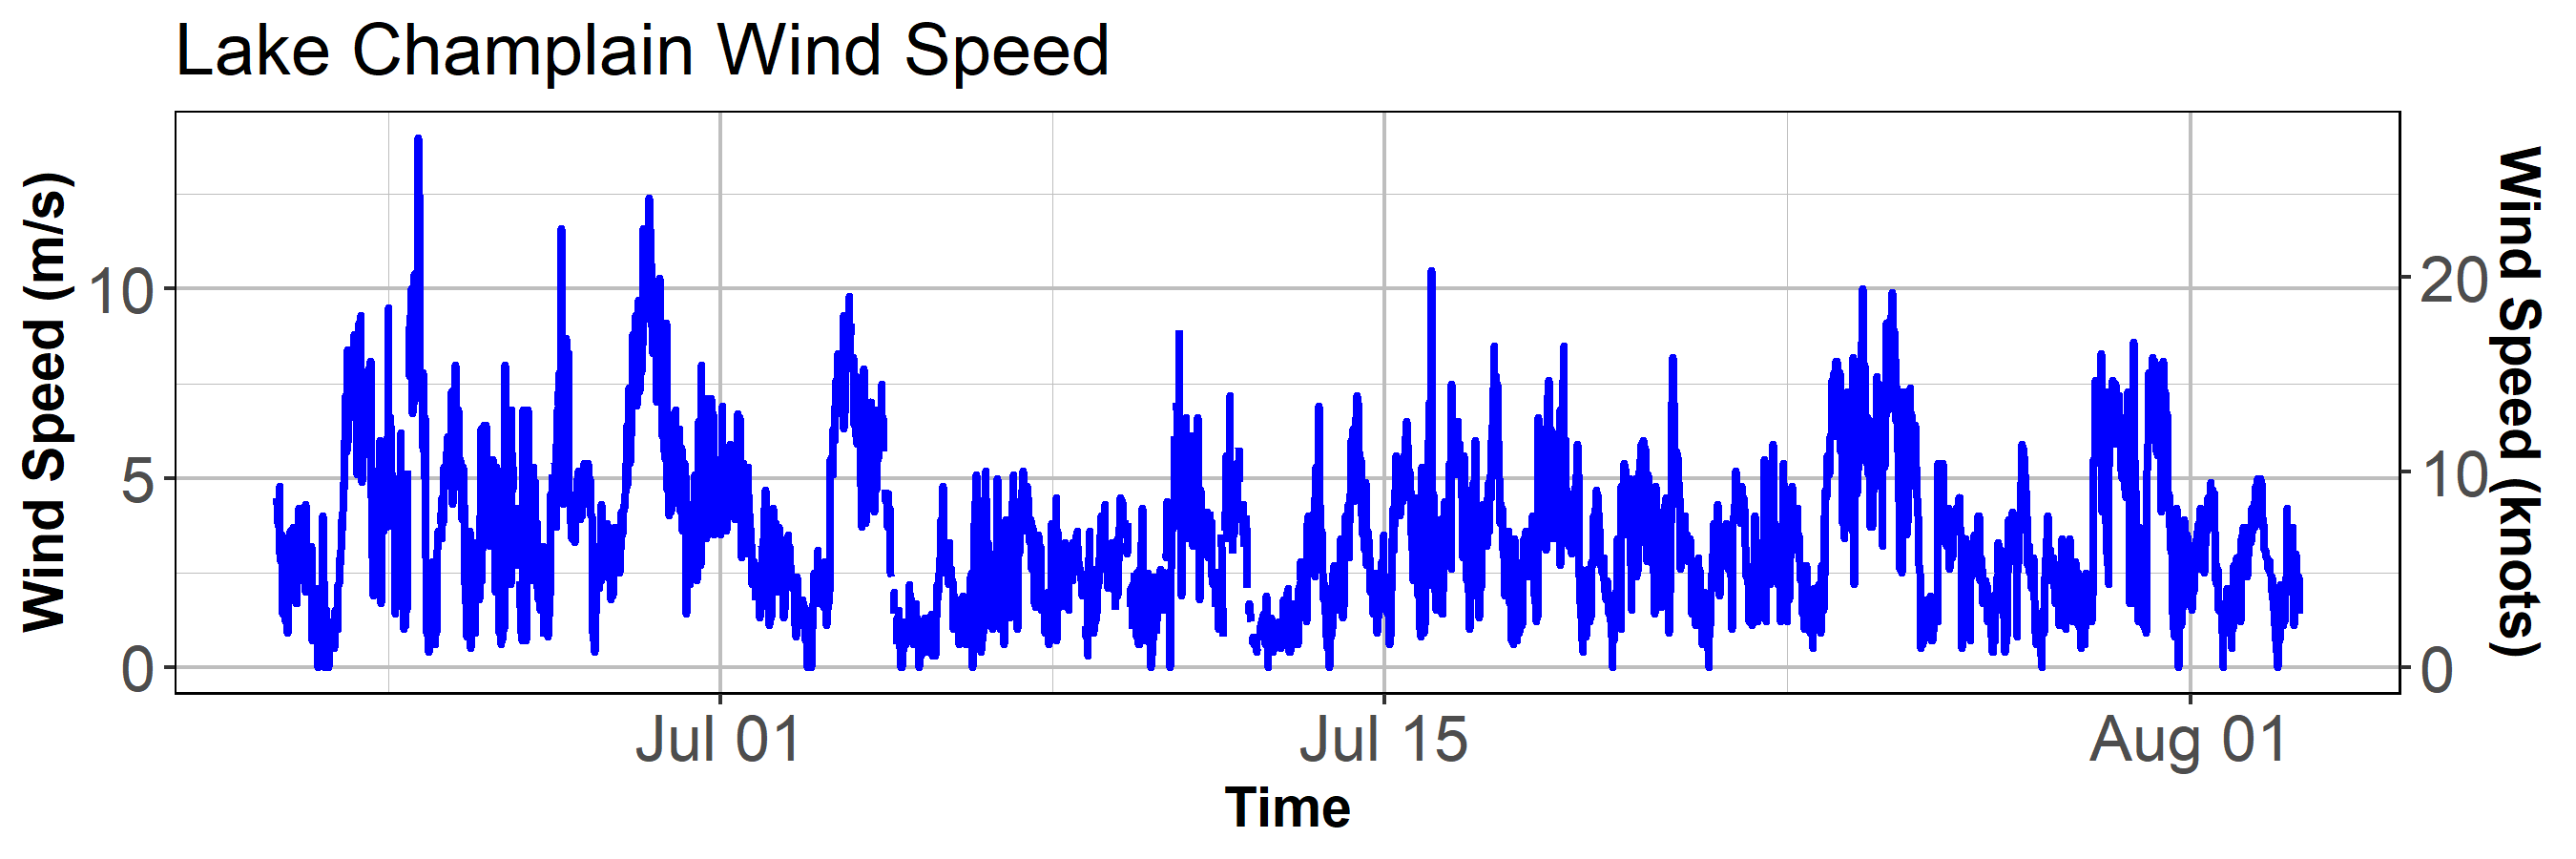 Lake Champlain Wind Speed
Wind Speed (m/s)
10
5
0
20
10
0
Wind Speed (knots)
Jul 01
Jul 15
Aug 01
Time